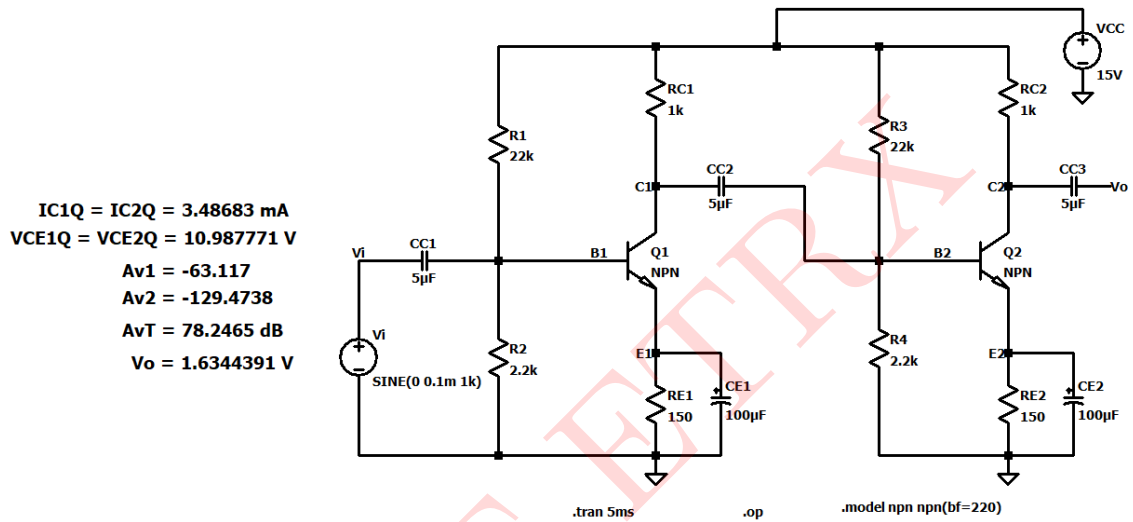 IC1Q = IC2Q = 3.48683 mA
VCE1Q = VCE2Q = 10.987771 V
Av1 = -63.117
Av2 = -129.4738
AvT = 78.2465 dB
Vo = 1.6344391 V
VCC
15V
RC1
1k
RC2
1k
R1
22k
R3
22k
CC2
5µF
CC3
5µF
C1
C2
Vo
Vi
CC1
5µF
B1
Q1
NPN
B2
Q2
NPN
Vi
SINE(0 0.1m 1k)
R2
2.2k
R4
2.2k
E1
E2
RE1
150
CE1
100µF
RE2
150
CE2
100µF
.tran 5ms
.op
.model npn npn(bf=220)
ETRX